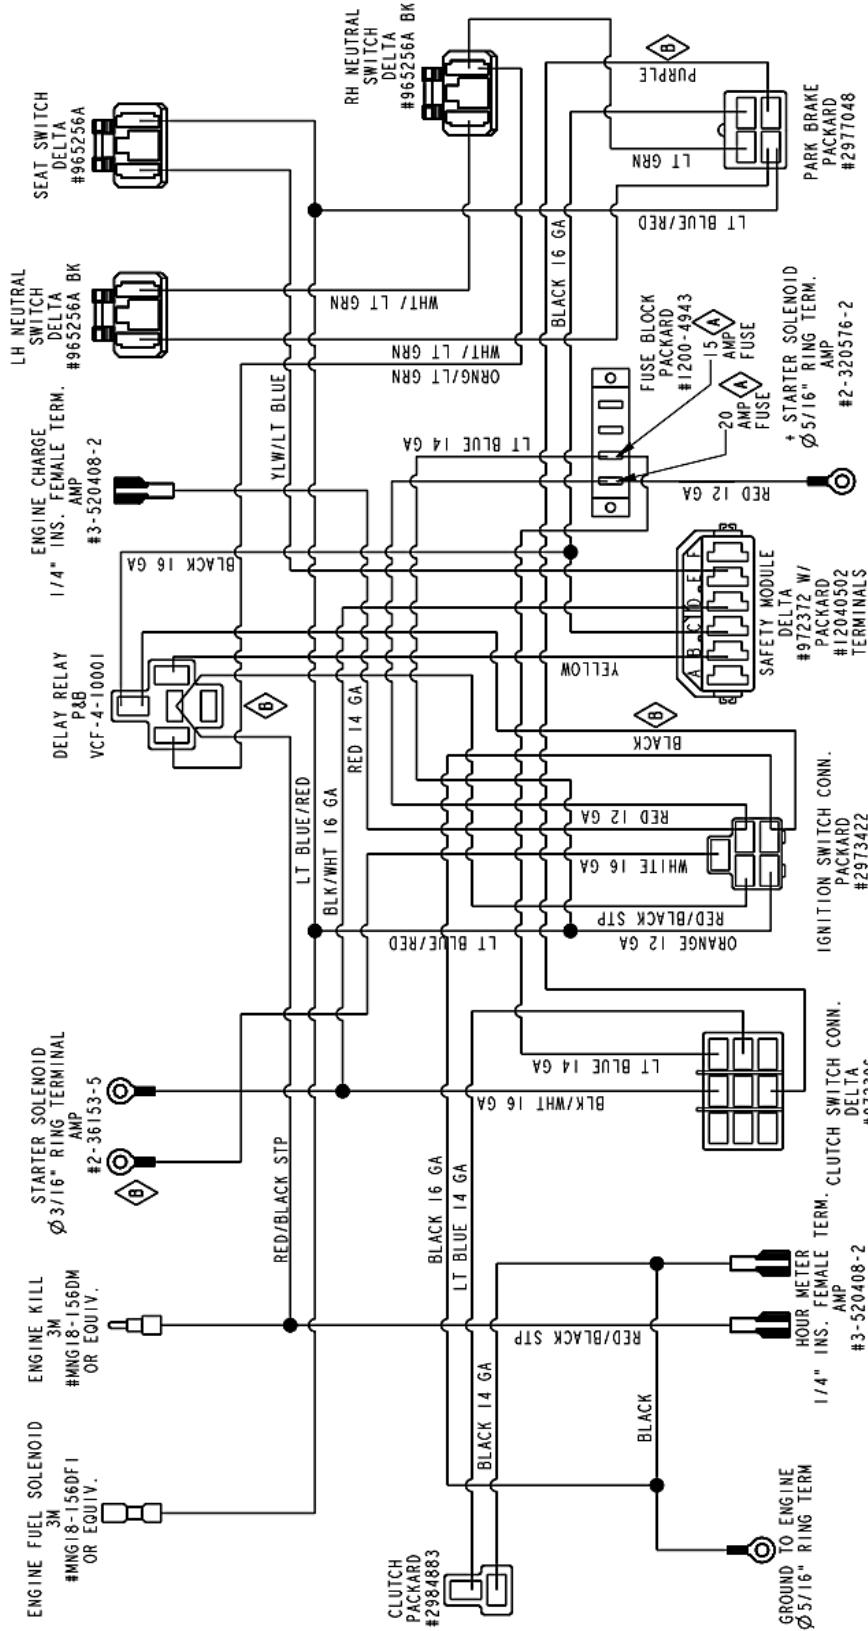 SEAT SWITCH
DELTA
#965256A
LH NEUTRAL
SWITCH
DELTA
#965256A BK
RH NEUTRAL
SWITCH
DELTA
#965256A BK
ENGINE CHARGE
1/4" INS. FEMALE TERM.
AMP
#3-520408-2
DELAY RELAY
P&B
VCF-4-10001
STARTER SOLENOID
Ø3/16" RING TERMINAL
AMP
#2-36153-5
B
ENGINE KILL
3M
#MNG18-156DM
OR EQUIV.
ENGINE FUEL SOLENOID
3M
#MNG18-156DF1
OR EQUIV.
CLUTCH
PACKARD
#2984883
GROUND TO ENGINE
Ø5/16" RING TERM
HOUR METER
1/4" INS. FEMALE TERM.
AMP
#3-520408-2
CLUTCH SWITCH CONN.
DELTA
IGNITION SWITCH CONN.
PACKARD
#2973422
SAFETY MODULE
DELTA
#972372 W/
PACKARD
#12040502
TERMINALS
A B C D E F
+ STARTER SOLENOID
Ø5/16" RING TERM.
AMP
#2-320576-2
FUSE BLOCK
PACKARD
#1200-4943
15 A
AMP
FUSE
20 A
AMP
FUSE
PARK BRAKE
PACKARD
#2977048
B
PURPLE
LT GRN
LT BLUE/RED
BLACK 16 GA
WHT/ LT GRN
WHT/ LT GRN
ORNG/LT GRN
YLW/LT BLUE
LT BLUE 14 GA
RED 12 GA
BLACK 16 GA
YELLOW
B
RED 14 GA
BLACK
B
LT BLUE/RED
BLK/WHT 16 GA
RED 12 GA
WHITE 16 GA
RED/BLACK STP
ORANGE 12 GA
LT BLUE/RED
LT BLUE 14 GA
BLK/WHT 16 GA
RED/BLACK STP
BLACK 16 GA
LT BLUE 14 GA
RED/BLACK STP
BLACK 14 GA
BLACK